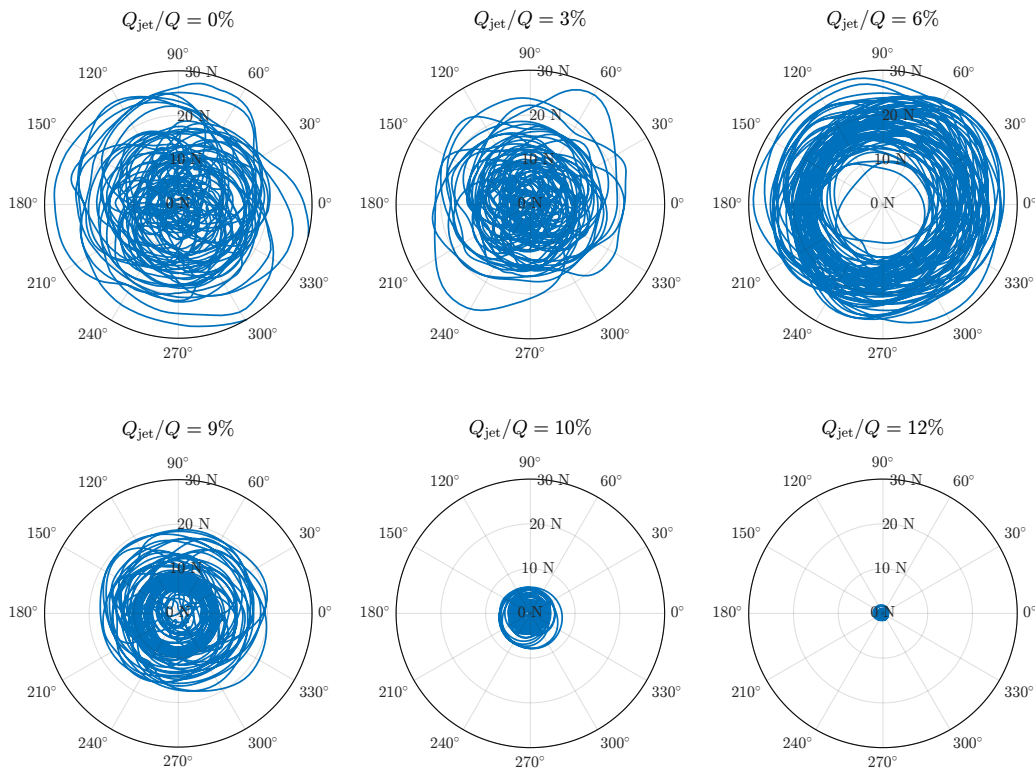 Q_jet/Q = 0%
90°
120° 30 N 60°
20 N
150° 30°
10 N
180° 0 N 0°
210° 330°
240° 300°
270°
Q_jet/Q = 3%
90°
120° 30 N 60°
20 N
150° 30°
10 N
180° 0 N 0°
210° 330°
240° 300°
270°
Q_jet/Q = 6%
90°
120° 30 N 60°
20 N
150° 30°
10 N
180° 0 N 0°
210° 330°
240° 300°
270°
Q_jet/Q = 9%
90°
120° 30 N 60°
20 N
150° 30°
10 N
180° 0 N 0°
210° 330°
240° 300°
270°
Q_jet/Q = 10%
90°
120° 30 N 60°
20 N
150° 30°
10 N
180° 0 N 0°
210° 330°
240° 300°
270°
Q_jet/Q = 12%
90°
120° 30 N 60°
20 N
150° 30°
10 N
180° 0 N 0°
210° 330°
240° 300°
270°